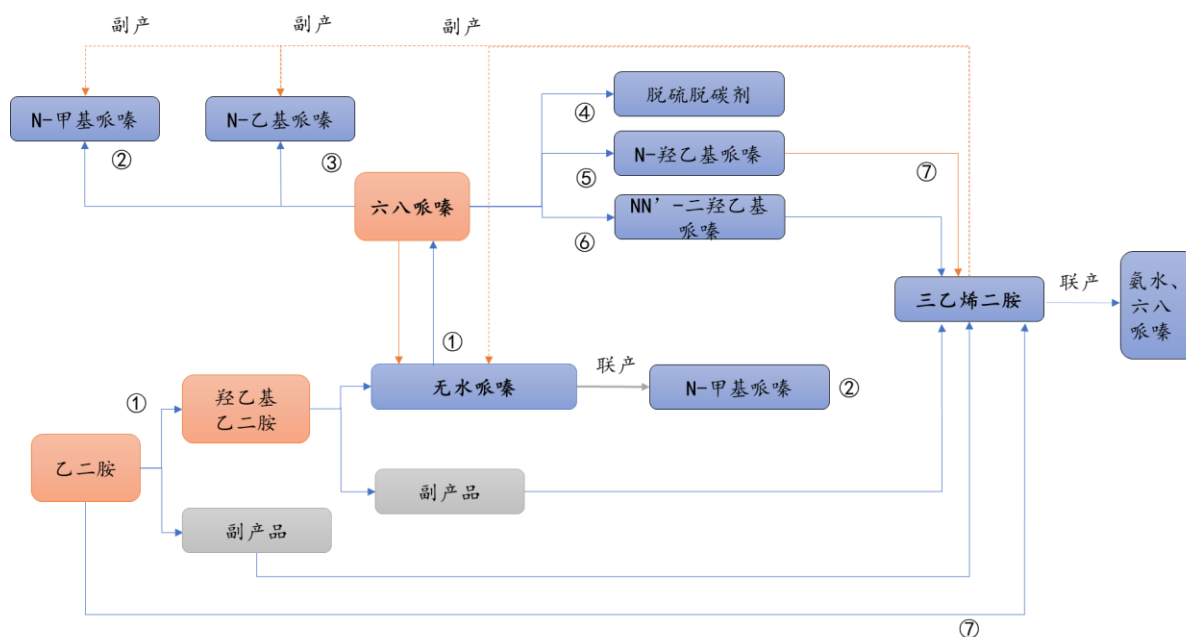 副产
副产
副产
N-甲基哌嗪
②
N-乙基哌嗪
③
④
脱硫脱碳剂
⑤
N-羟乙基哌嗪
⑦
六八哌嗪
⑥
NN’-二羟乙基
哌嗪
三乙烯二胺
联产
氨水、
六八
哌嗪
①
①
羟乙基
乙二胺
无水哌嗪
联产
N-甲基哌嗪
②
乙二胺
副产品
副产品
⑦